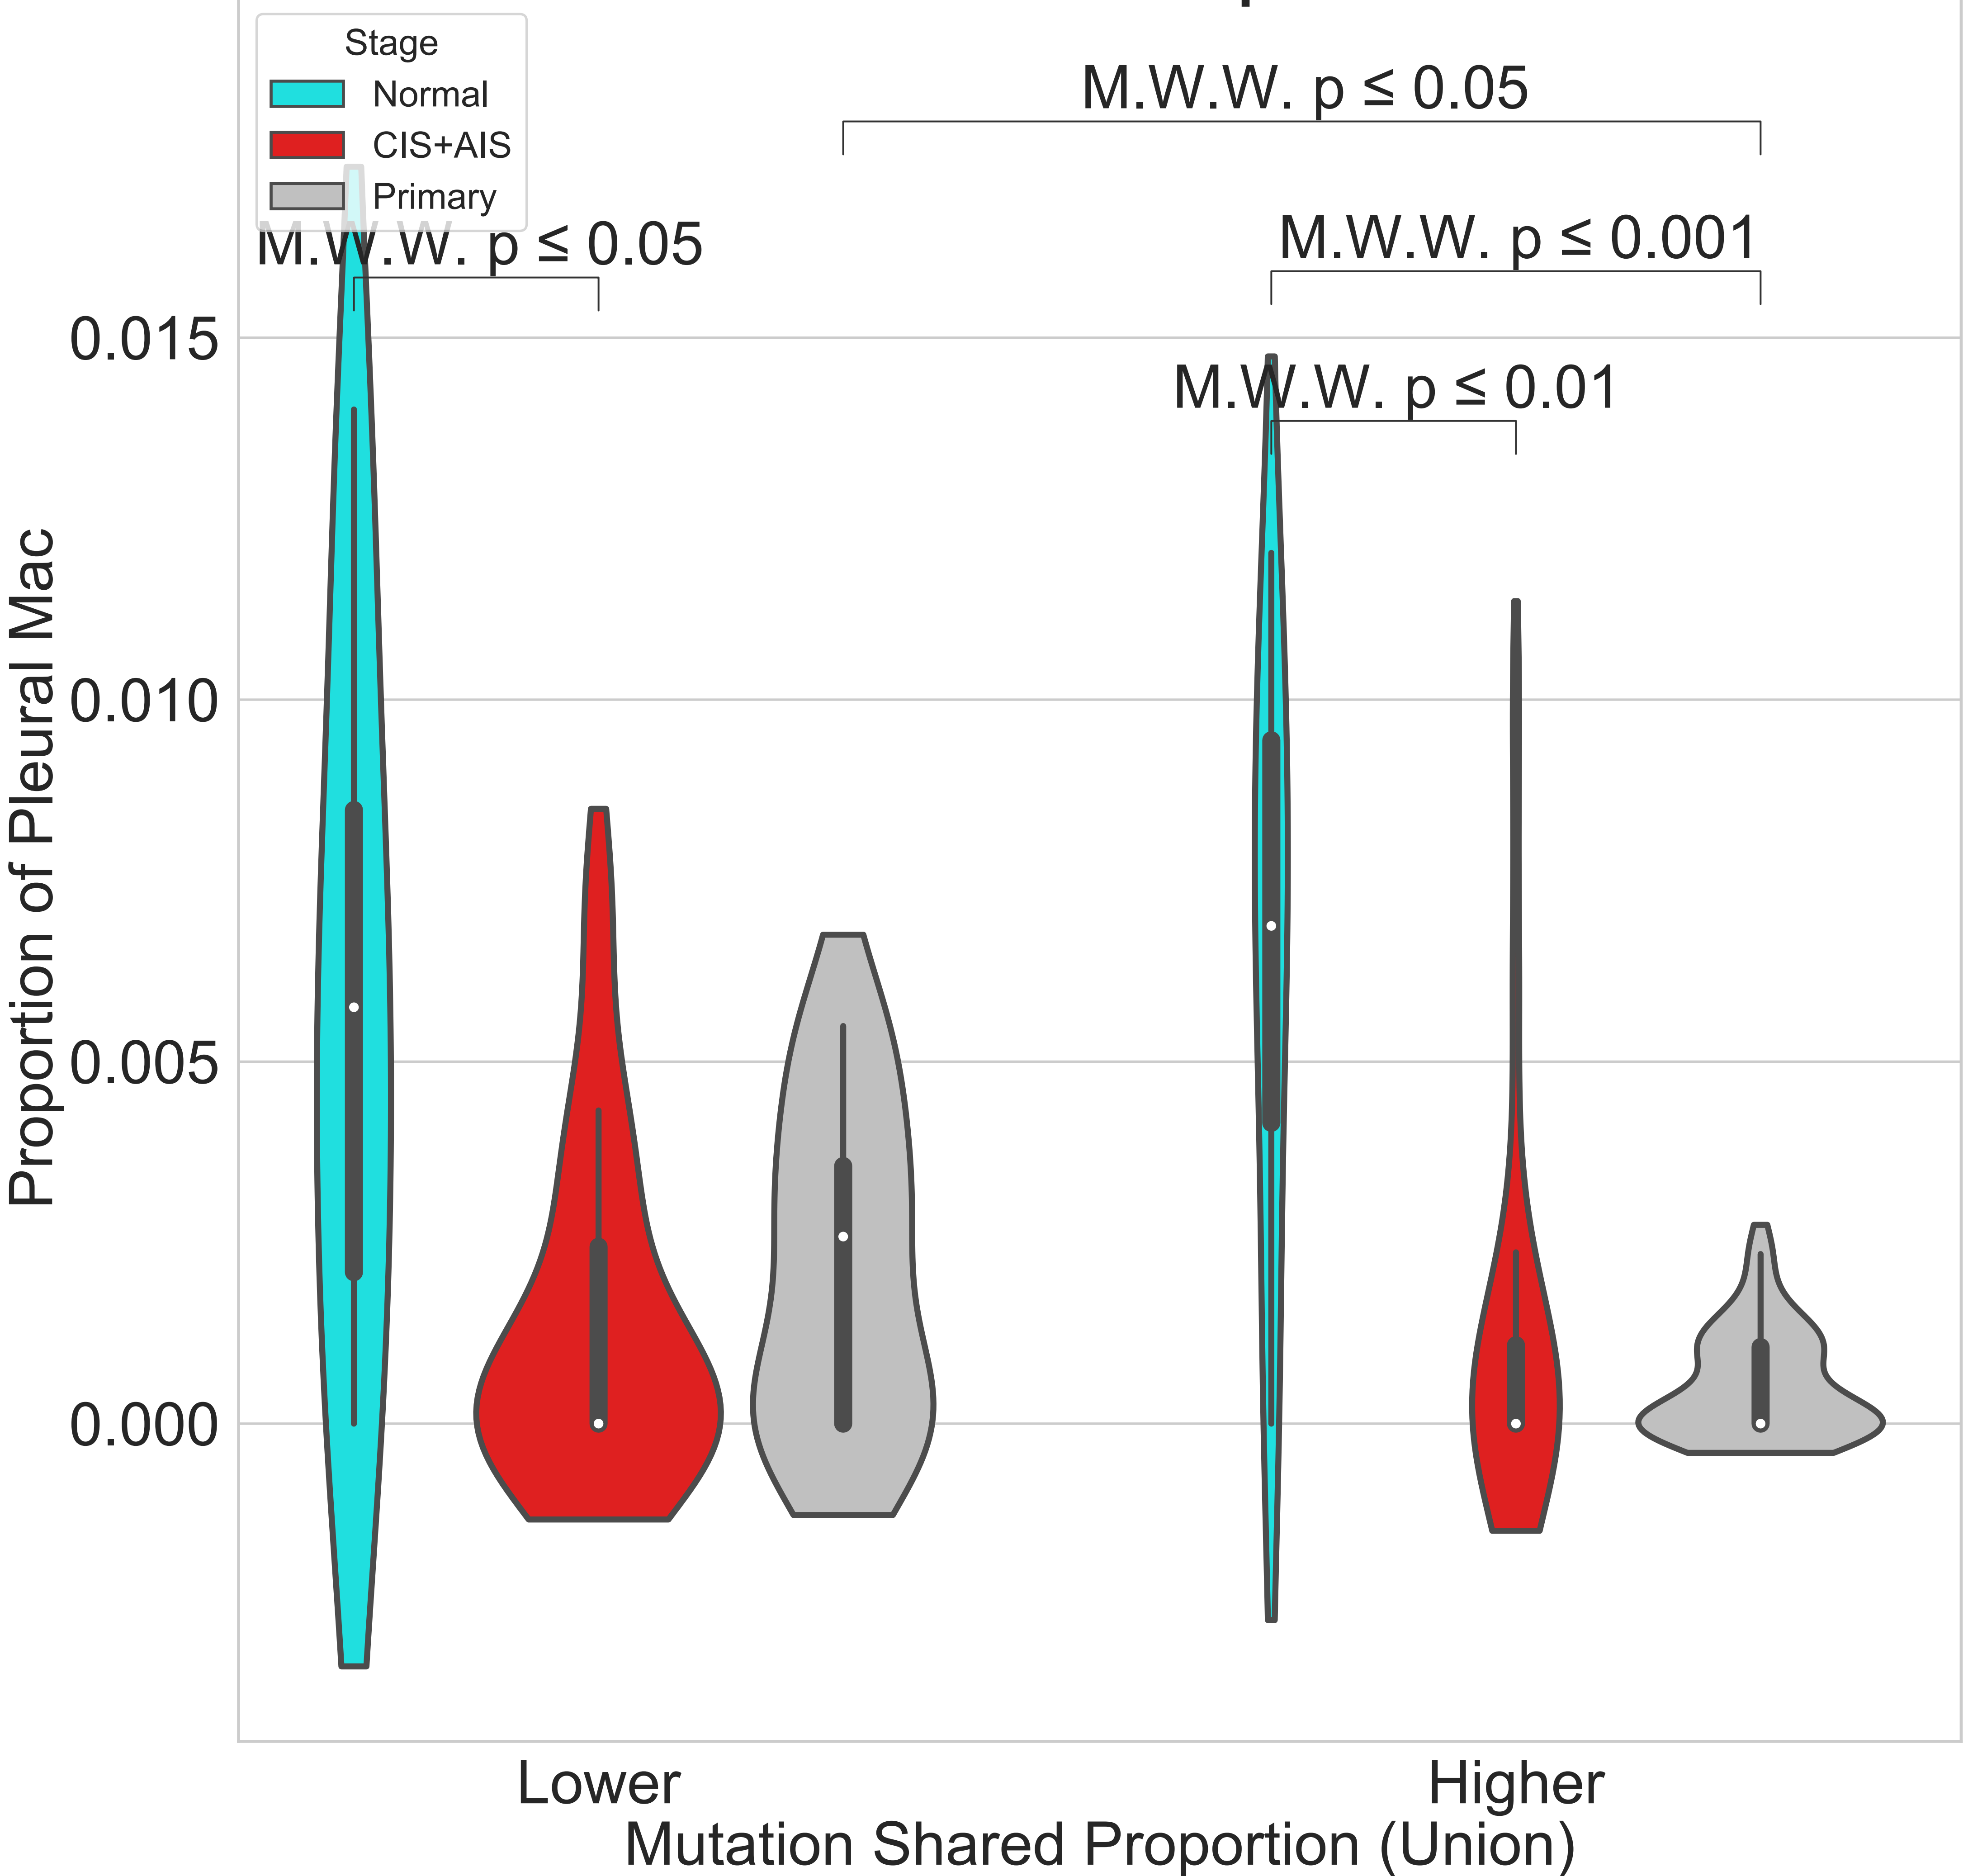 Stage
Normal
CIS+AIS
Primary
M.W.W. p ≤ 0.05
M.W.W. p ≤ 0.05
M.W.W. p ≤ 0.001
M.W.W. p ≤ 0.01
0.015
0.010
0.005
0.000
Proportion of Pleural Mac
Lower
Higher
Mutation Shared Proportion (Union)